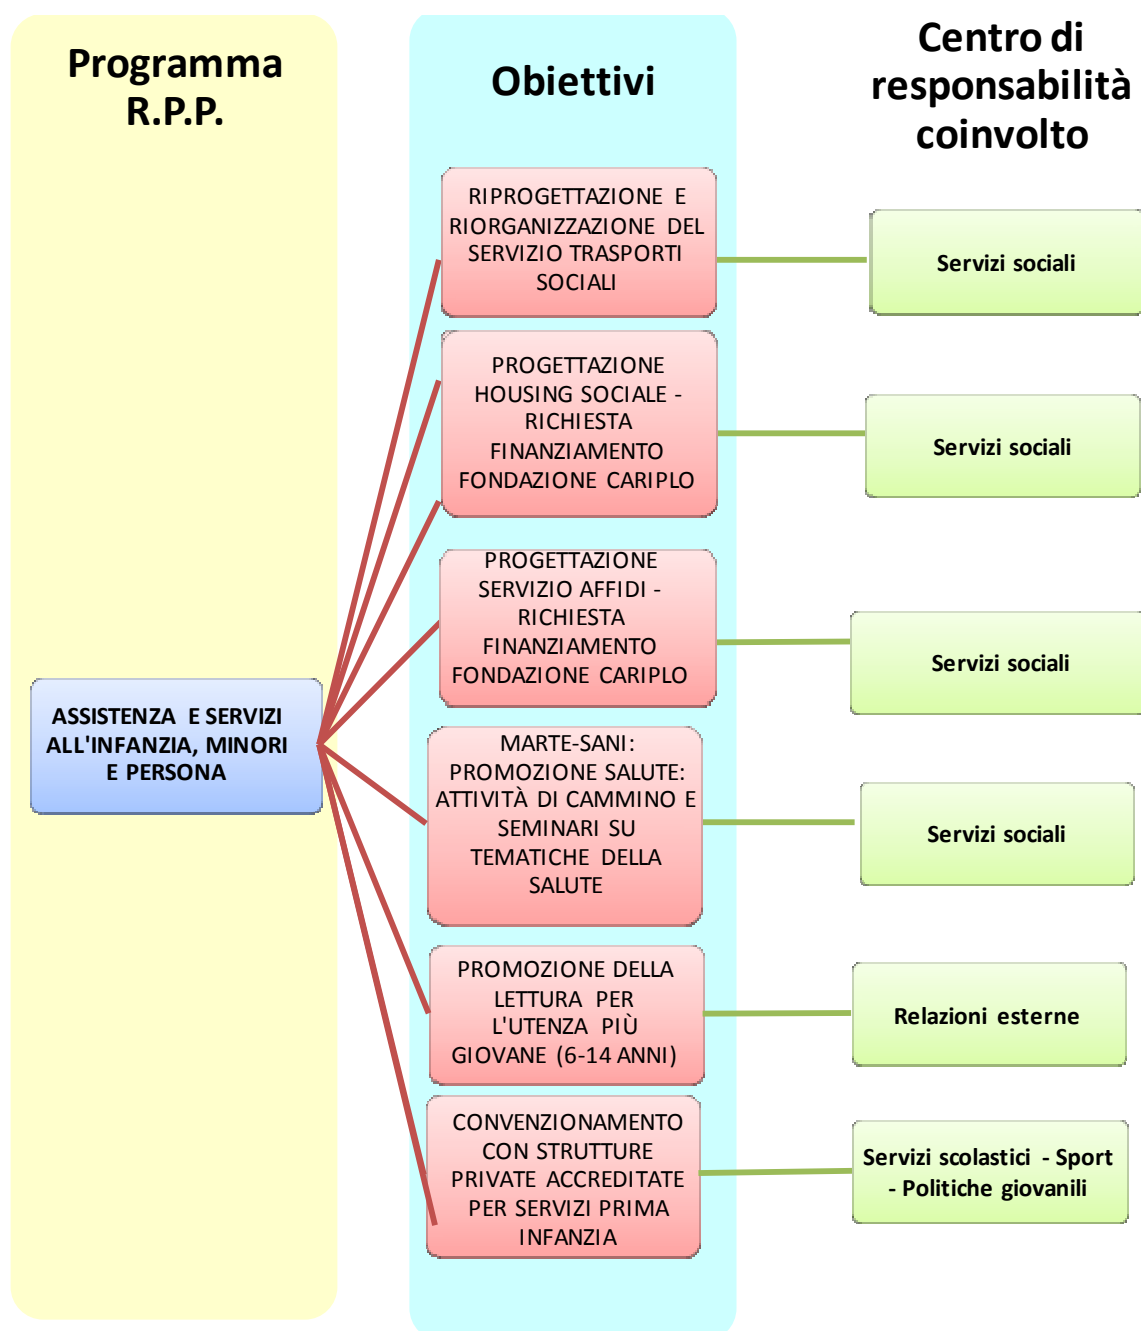 Programma
R.P.P.
Obiettivi
Centro di
responsabilità
coinvolto
ASSISTENZA E SERVIZI
ALL'INFANZIA, MINORI
E PERSONA
RIPROGETTAZIONE E
RIORGANIZZAZIONE DEL
SERVIZIO TRASPORTI
SOCIALI
Servizi sociali
PROGETTAZIONE
HOUSING SOCIALE -
RICHIESTA
FINANZIAMENTO
FONDAZIONE CARIPLO
Servizi sociali
PROGETTAZIONE
SERVIZIO AFFIDI -
RICHIESTA
FINANZIAMENTO
FONDAZIONE CARIPLO
Servizi sociali
MARTE-SANI:
PROMOZIONE SALUTE:
ATTIVITÀ DI CAMMINO E
SEMINARI SU
TEMATICHE DELLA
SALUTE
Servizi sociali
PROMOZIONE DELLA
LETTURA PER
L'UTENZA PIÙ
GIOVANE (6-14 ANNI)
Relazioni esterne
CONVENZIONAMENTO
CON STRUTTURE
PRIVATE ACCREDITATE
PER SERVIZI PRIMA
INFANZIA
Servizi scolastici - Sport
- Politiche giovanili